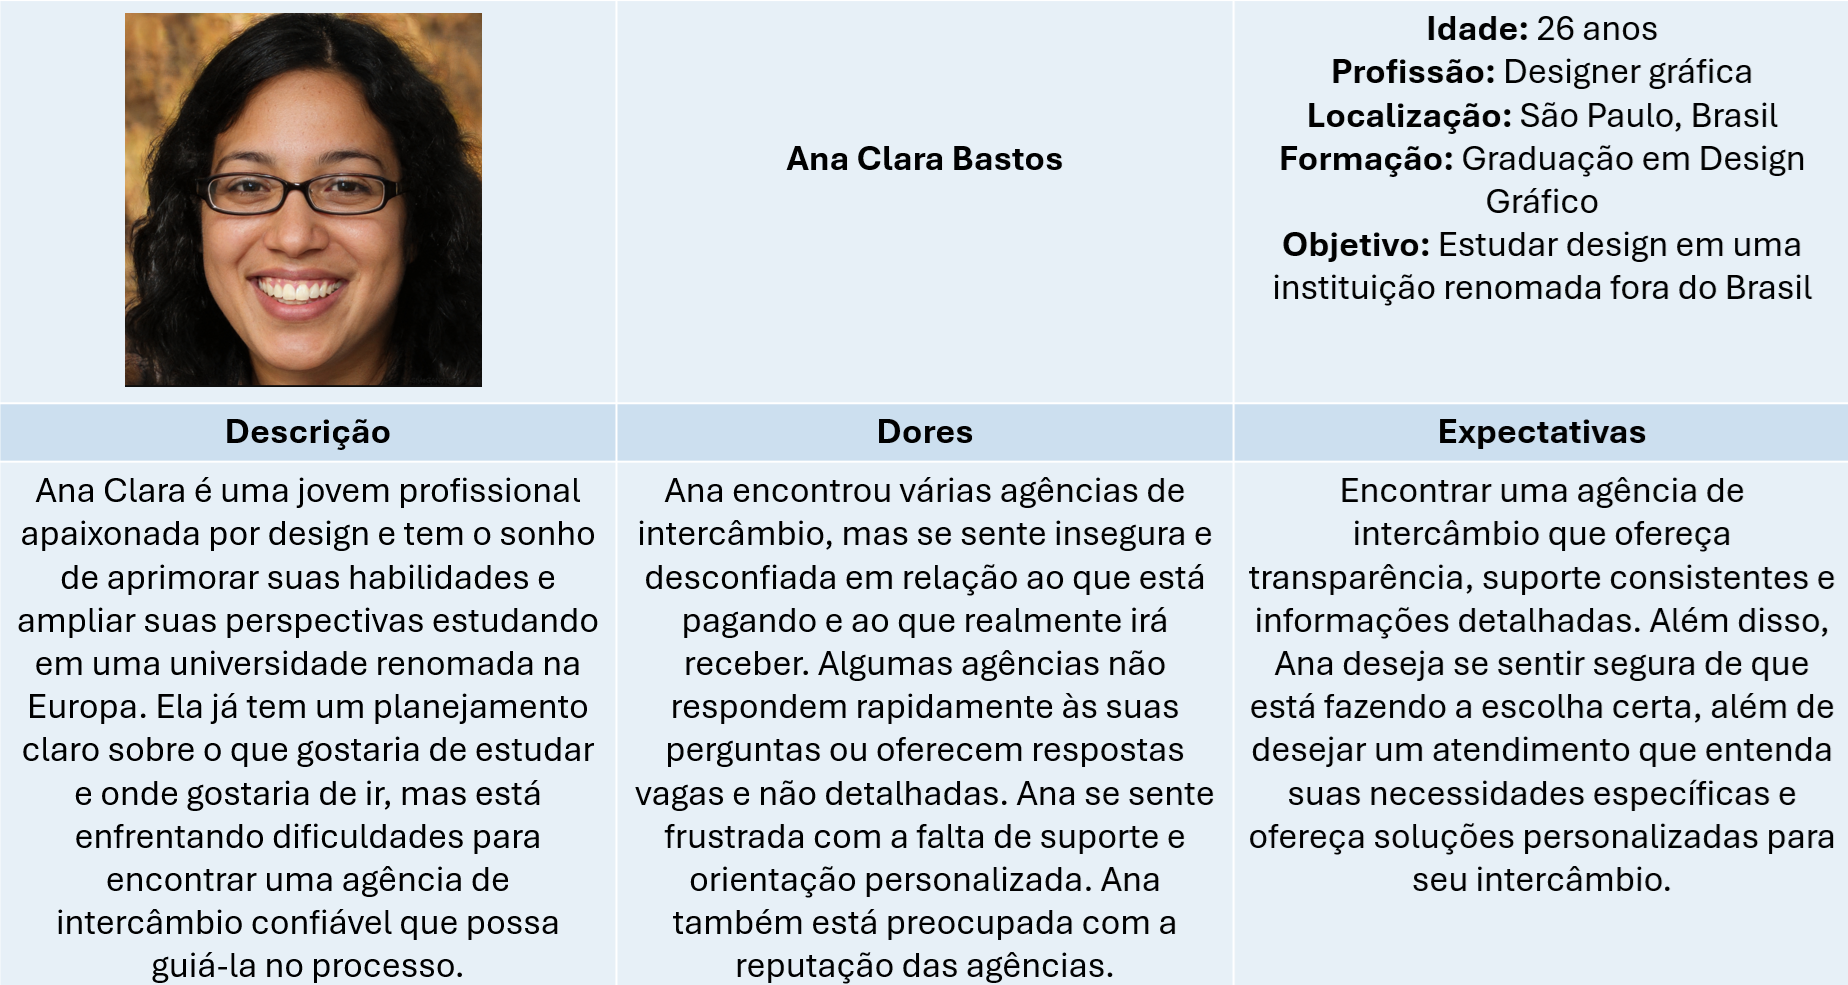 Ana Clara Bastos
Idade: 26 anos
Profissão: Designer gráfica
Localização: São Paulo, Brasil
Formação: Graduação em Design
Gráfico
Objetivo: Estudar design em uma
instituição renomada fora do Brasil
Descrição
Ana Clara é uma jovem profissional
apaixonada por design e tem o sonho
de aprimorar suas habilidades e
ampliar suas perspectivas estudando
em uma universidade renomada na
Europa. Ela já tem um planejamento
claro sobre o que gostaria de estudar
e onde gostaria de ir, mas está
enfrentando dificuldades para
encontrar uma agência de
intercâmbio confiável que possa
guiá-la no processo.
Dores
Ana encontrou várias agências de
intercâmbio, mas se sente insegura e
desconfiada em relação ao que está
pagando e ao que realmente irá
receber. Algumas agências não
respondem rapidamente às suas
perguntas ou oferecem respostas
vagas e não detalhadas. Ana se sente
frustrada com a falta de suporte e
orientação personalizada. Ana
também está preocupada com a
reputação das agências.
Expectativas
Encontrar uma agência de
intercâmbio que ofereça
transparência, suporte consistentes e
informações detalhadas. Além disso,
Ana deseja se sentir segura de que
está fazendo a escolha certa, além de
desejar um atendimento que entenda
suas necessidades específicas e
ofereça soluções personalizadas para
seu intercâmbio.